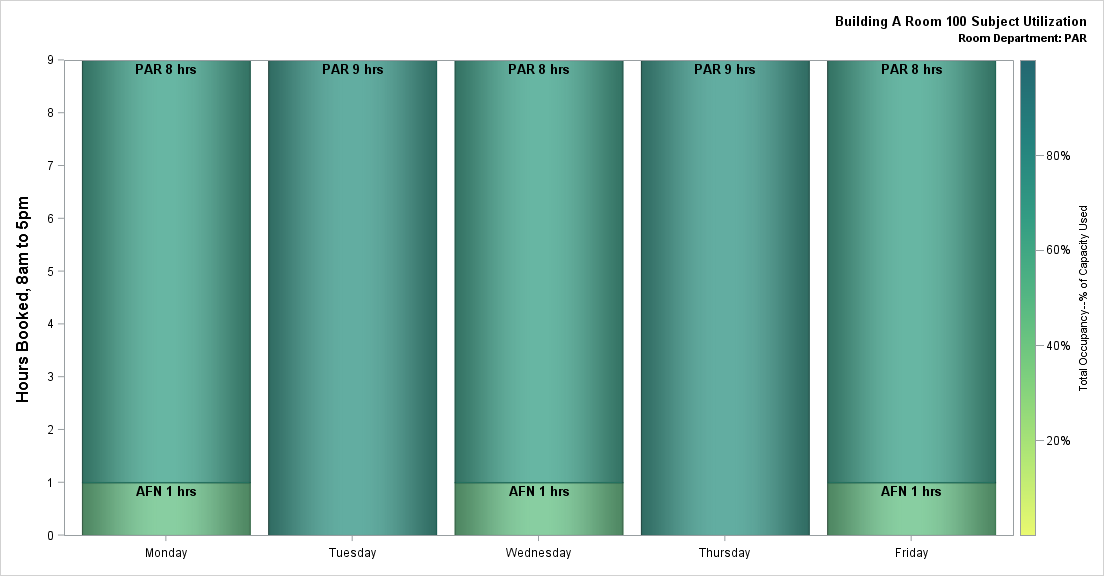 Building A Room 100 Subject Utilization
Room Department: PAR
Hours Booked, 8am to 5pm
9
8
7
6
5
4
3
2
1
0
PAR 8 hrs
PAR 9 hrs
PAR 8 hrs
PAR 9 hrs
PAR 8 hrs
AFN 1 hrs
AFN 1 hrs
AFN 1 hrs
Monday
Tuesday
Wednesday
Thursday
Friday
80%
60%
40%
20%
Total Occupancy--% of Capacity Used